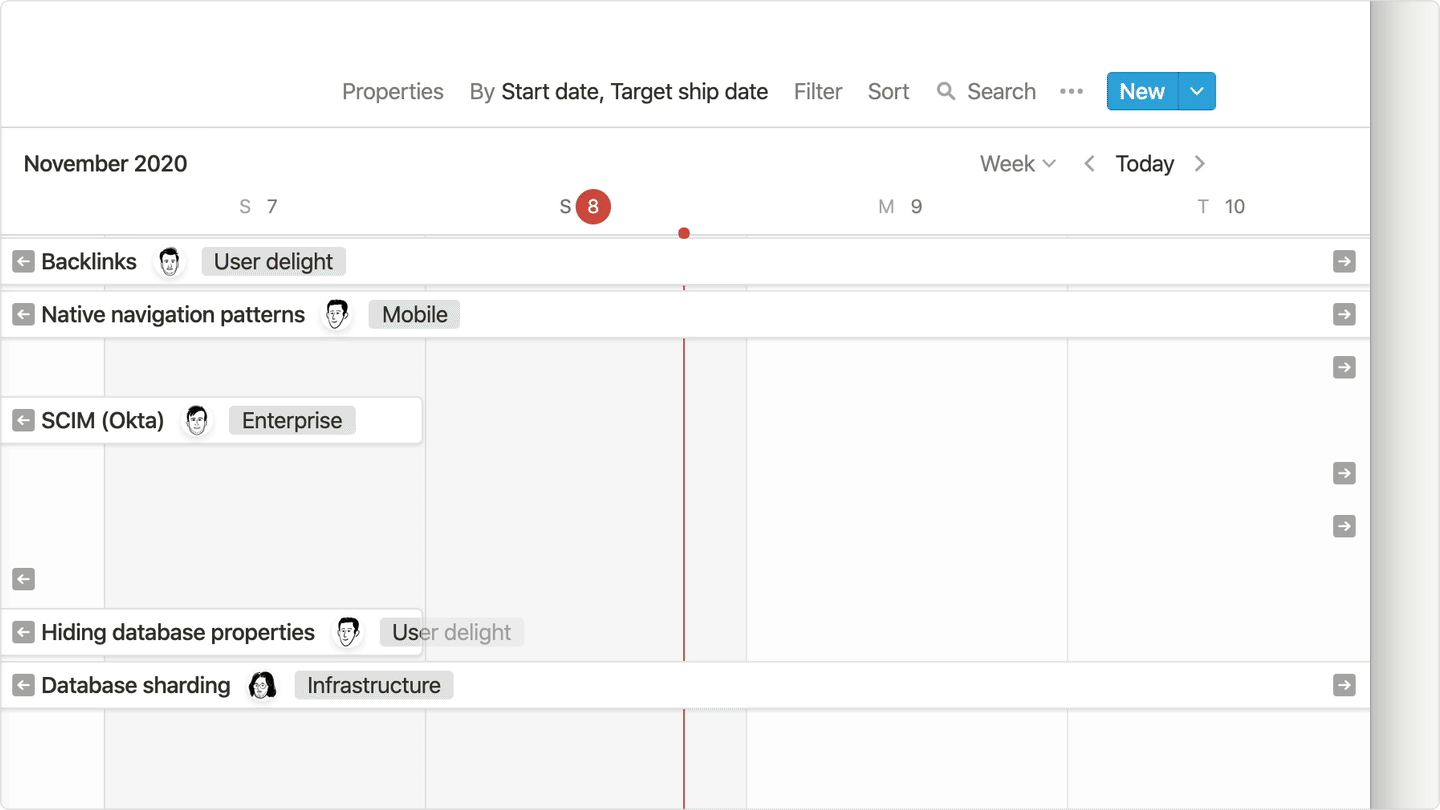 Properties By Start date, Target ship date Filter Sort Search ••• New
November 2020 Week Today
S 7 S 8 M 9 T 10
Backlinks User delight
Native navigation patterns Mobile
SCIM (Okta) Enterprise
Hiding database properties User delight
Database sharding Infrastructure